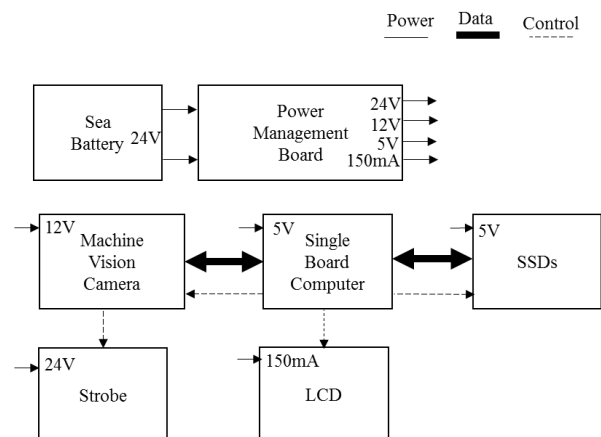 Power Data Control
Sea
Battery
24V
Power
Management
Board
24V
12V
5V
150mA
12V
Machine
Vision
Camera
5V
Single
Board
Computer
5V
SSDs
24V
Strobe
150mA
LCD